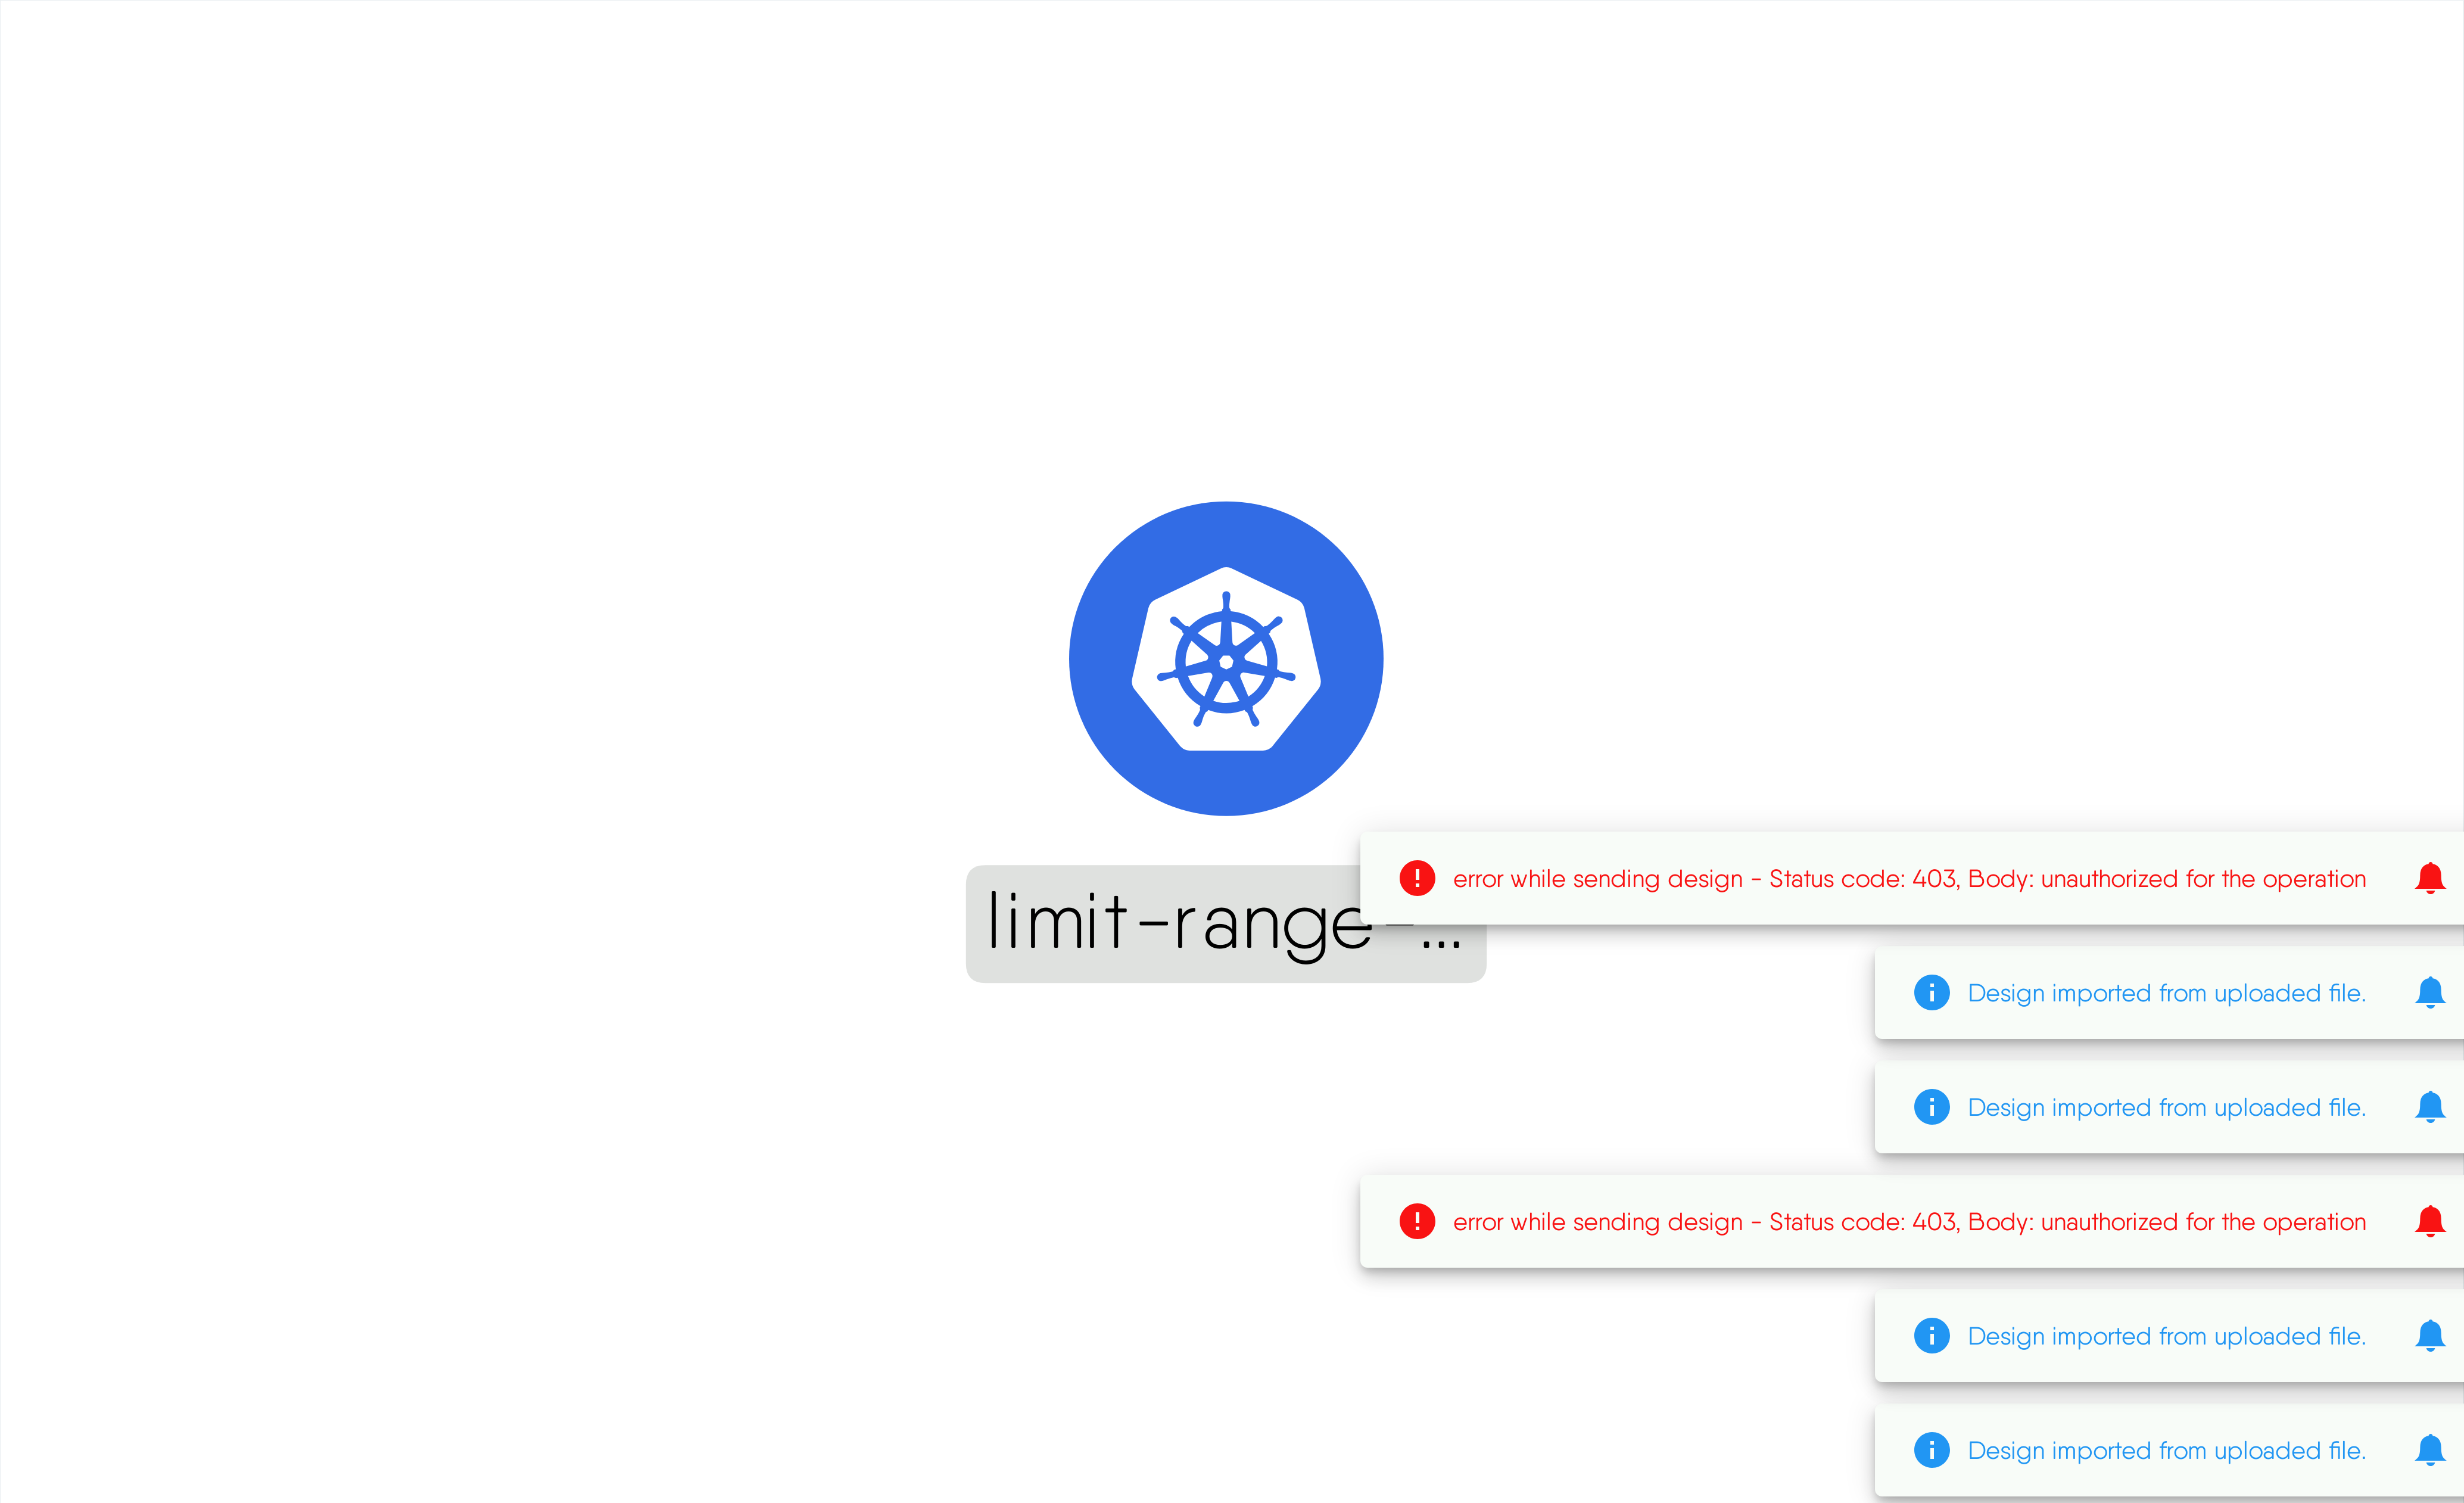 limit-range-...
error while sending design - Status code: 403, Body: unauthorized for the operation
Design imported from uploaded file.
Design imported from uploaded file.
error while sending design - Status code: 403, Body: unauthorized for the operation
Design imported from uploaded file.
Design imported from uploaded file.